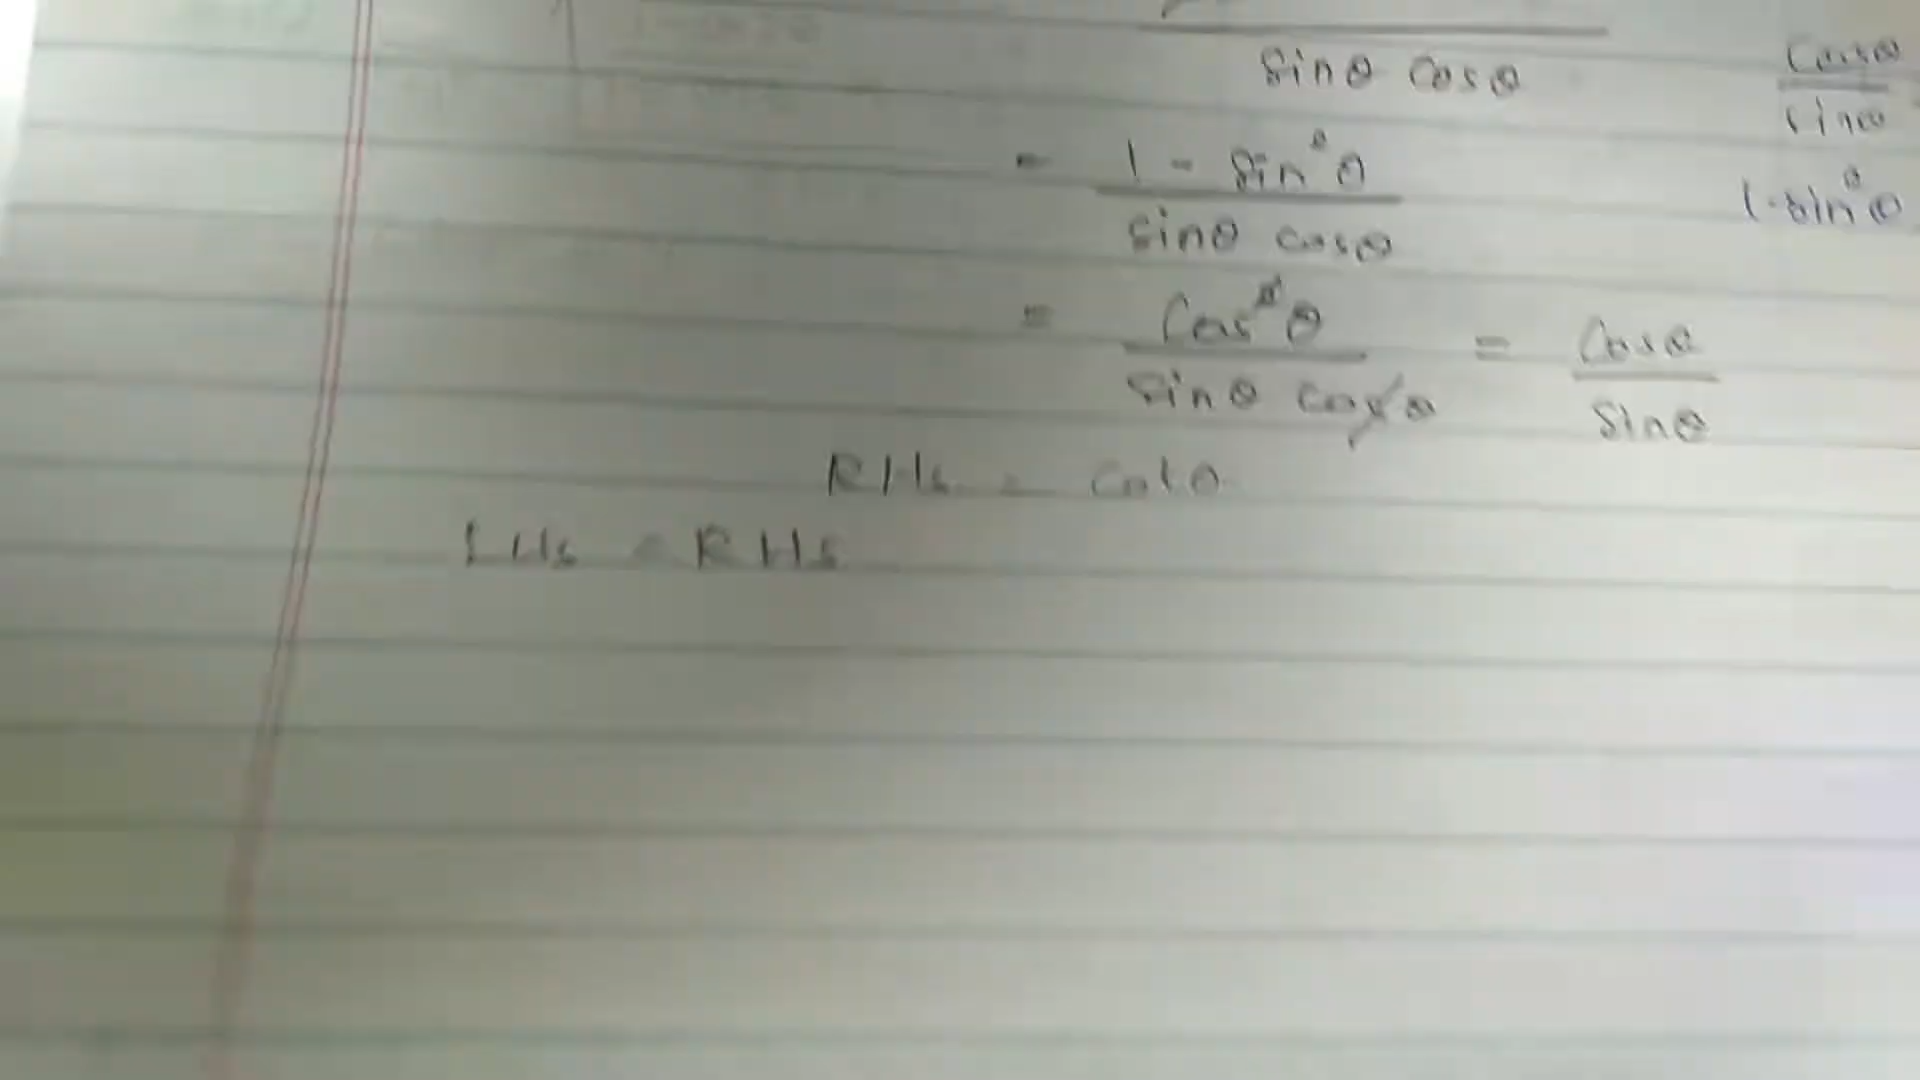 sinθ cosθ
= 1 - sin²θ / sinθ cosθ
= cos²θ / sinθ cosθ = cosθ / sinθ
RHS = cotθ
LHS = RHS
cosθ / sinθ
1-sin²θ